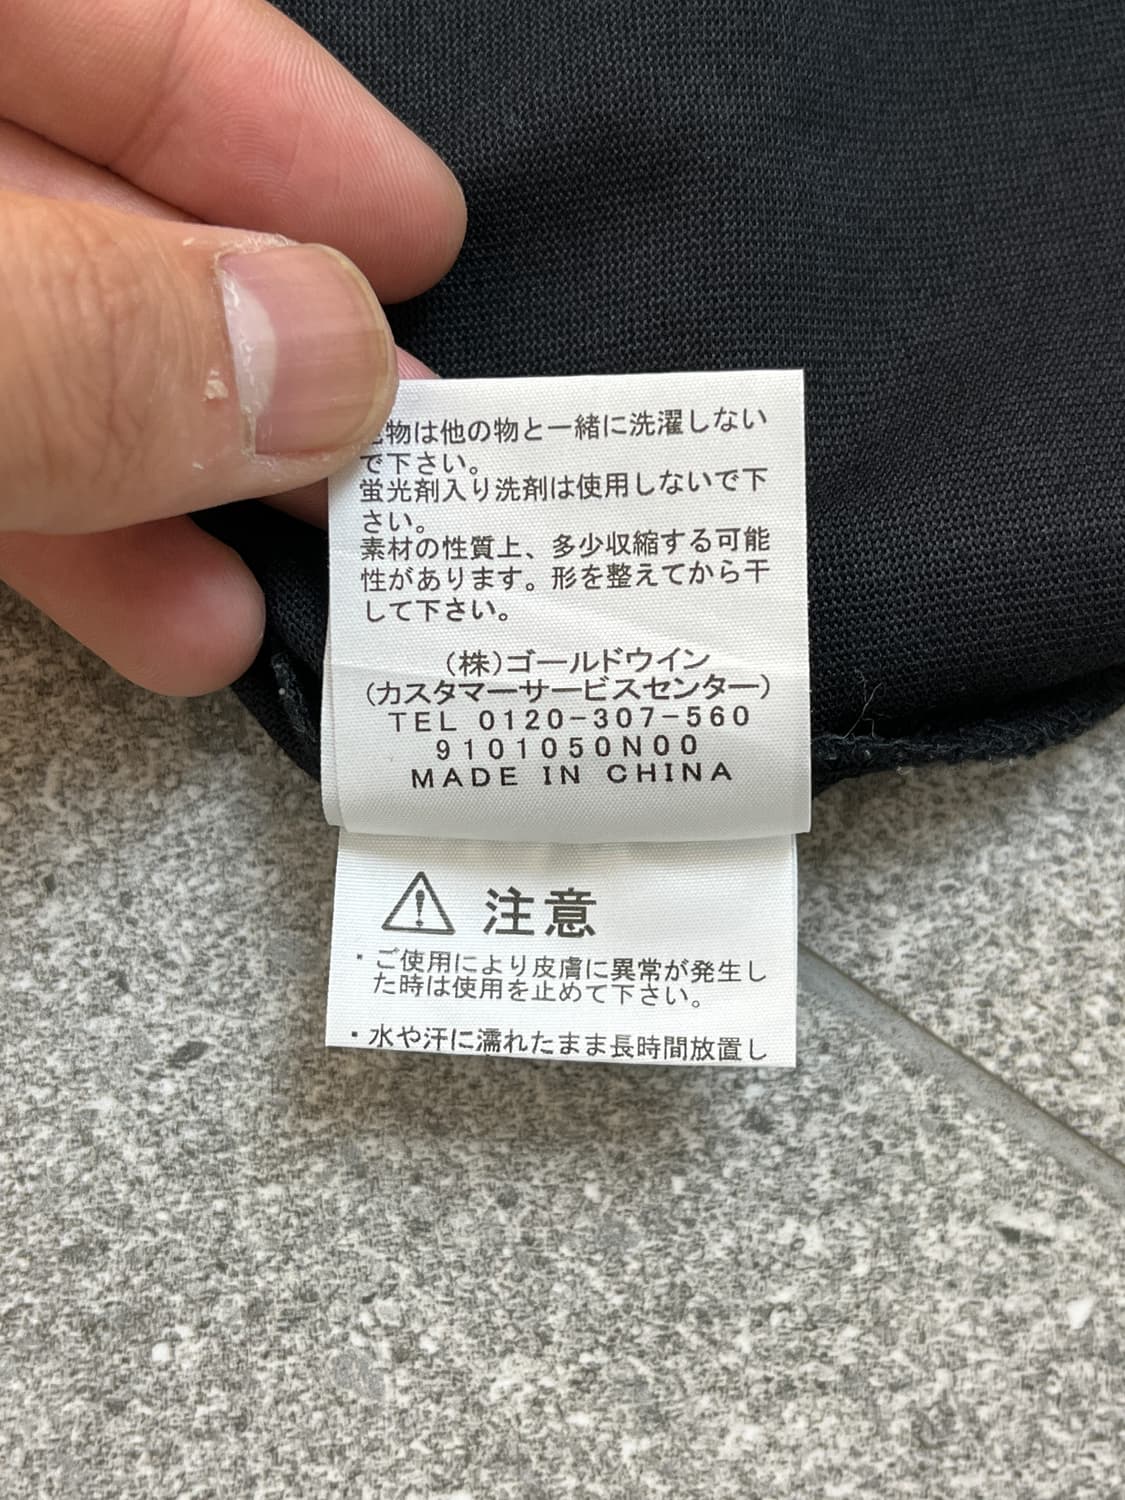 物は他の物と一緒に洗濯しない
で下さい。
蛍光剤入り洗剤は使用しないで下
さい。
素材の性質上、多少収縮する可能
性があります。形を整えてから干
して下さい。
(株)ゴールドウイン
(カスタマーサービスセンター)
TEL 0120-307-560
9101050N00
MADE IN CHINA
注意
・ご使用により皮膚に異常が発生し
た時は使用を止めて下さい。
・水や汗に濡れたまま長時間放置し